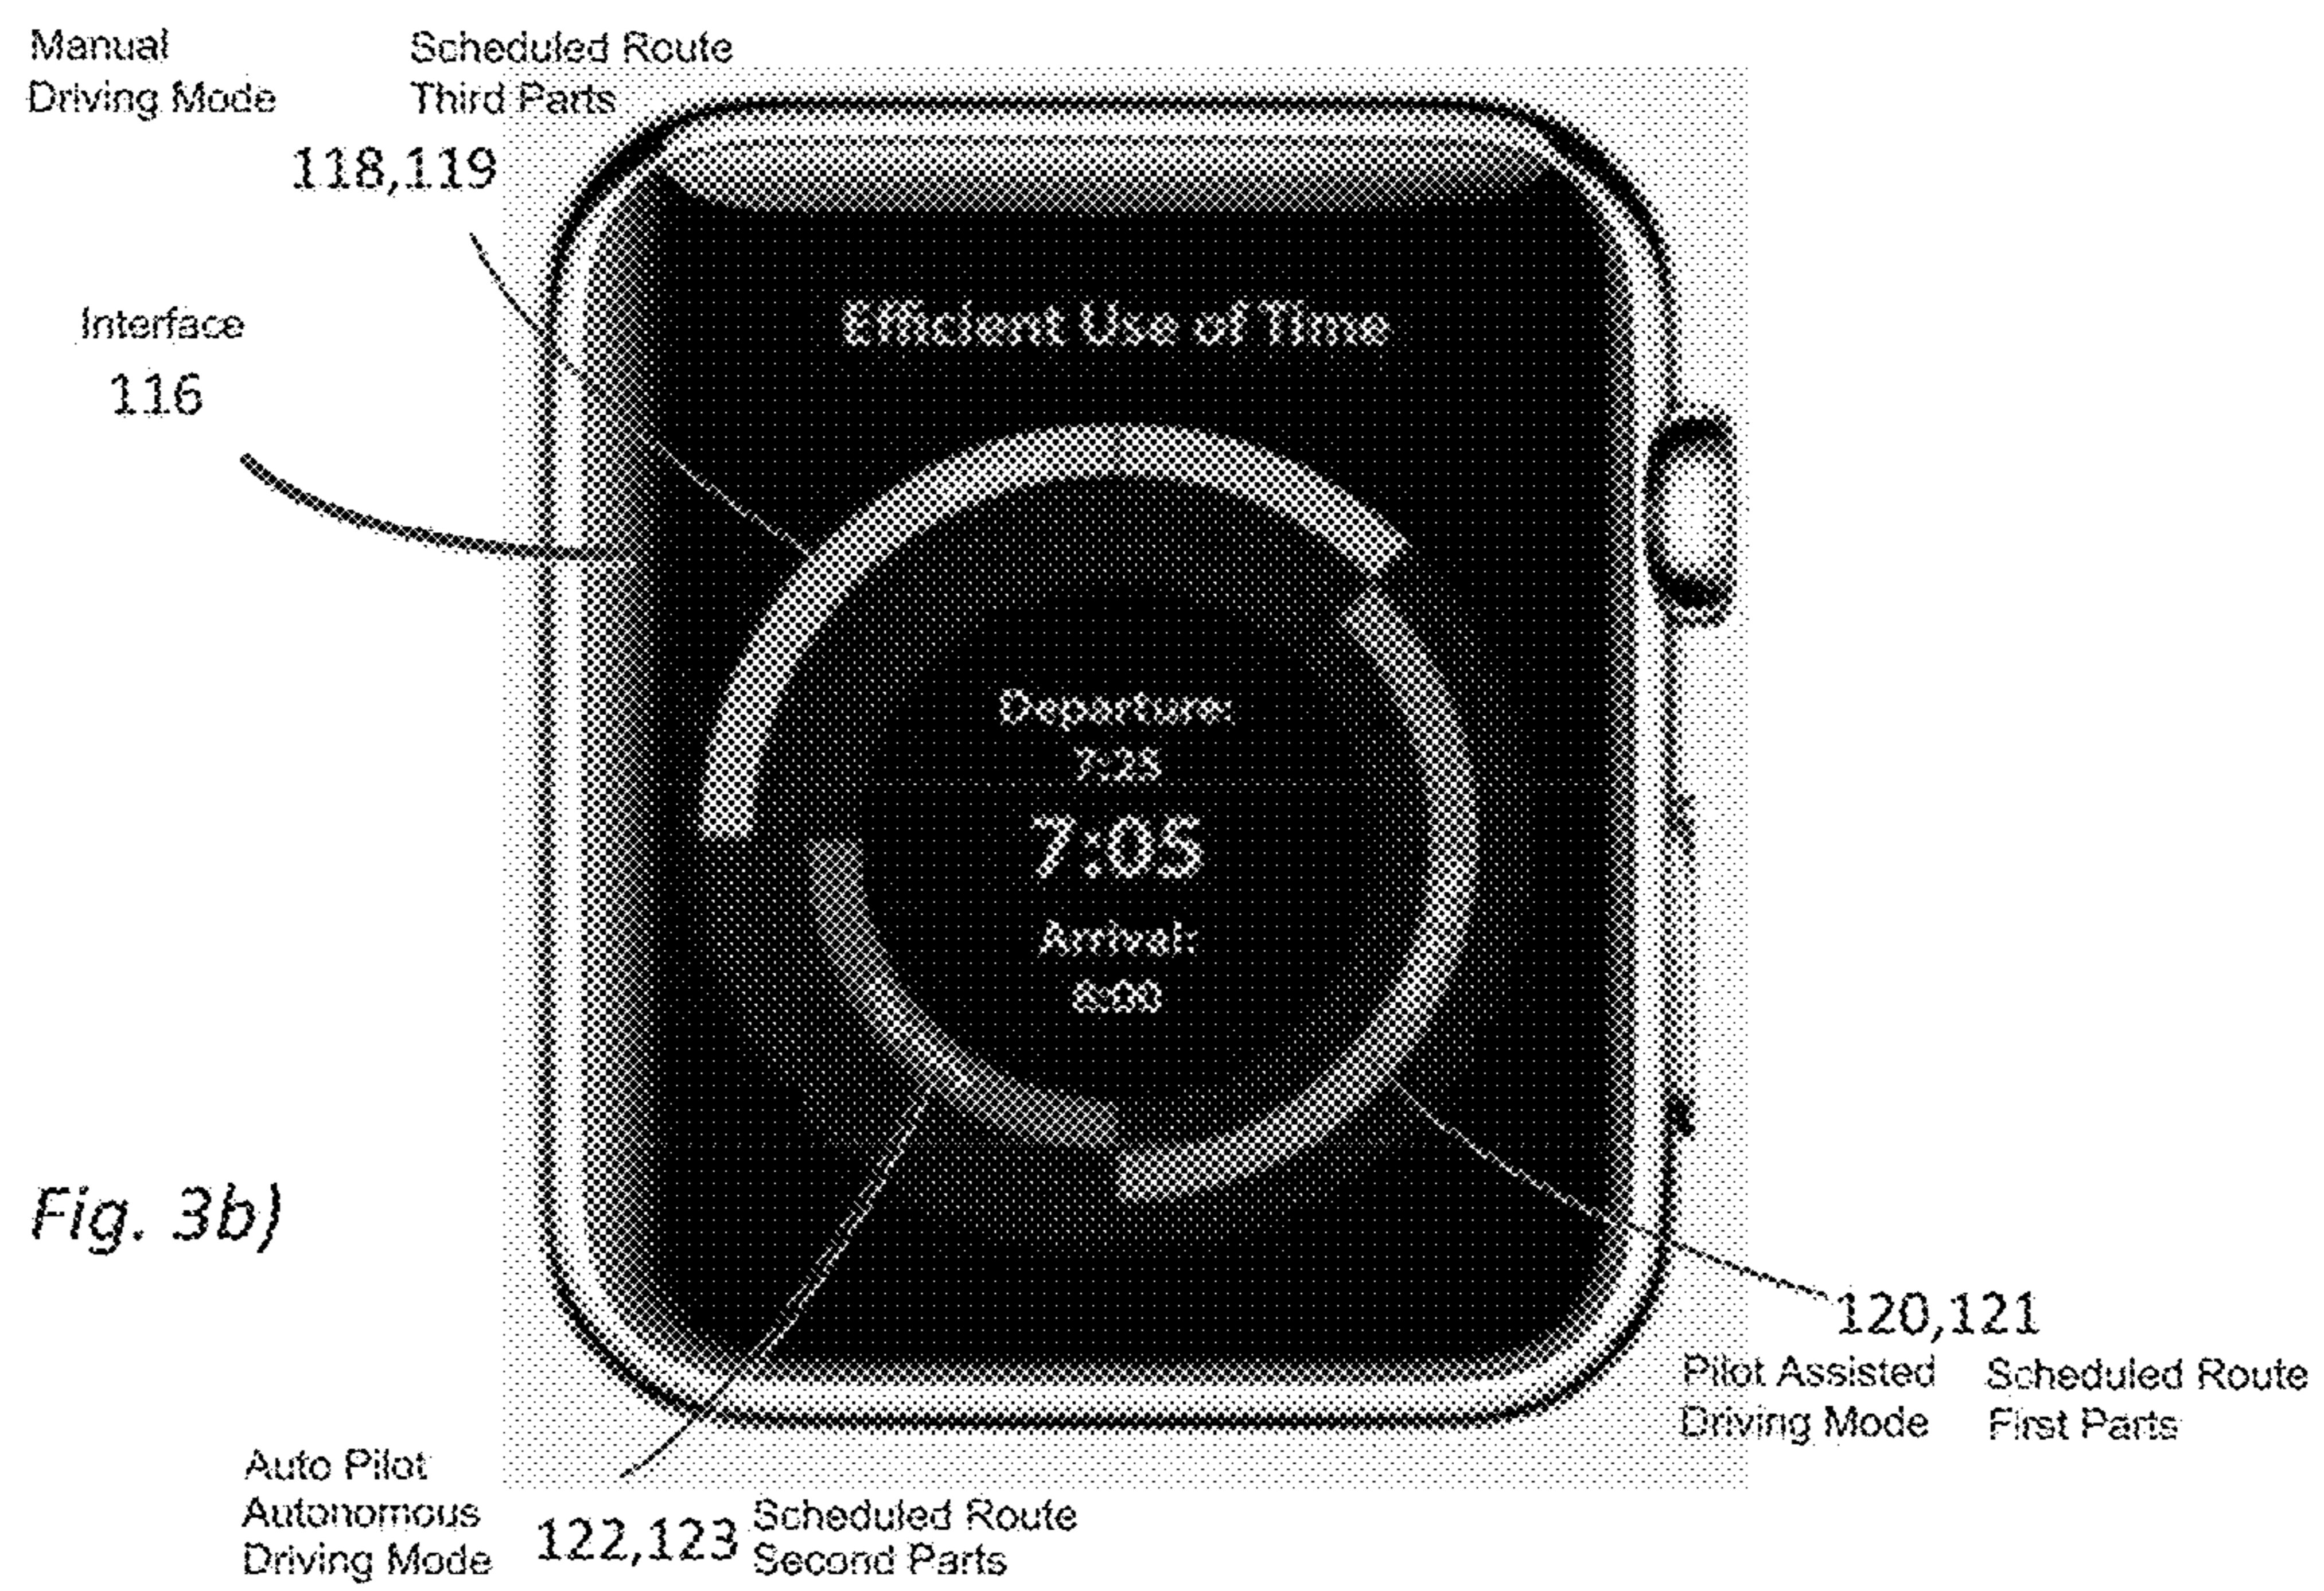 Manual
Driving Mode
Scheduled Route
Third Parts
118,119
Interface
116
Efficient Use of Time
Departure:
7:25
7:05
Arrival:
8:00
Fig. 3b)
120,121
Pilot Assisted
Driving Mode
Scheduled Route
First Parts
Auto Pilot
Autonomous
Driving Mode
122,123
Scheduled Route
Second Parts